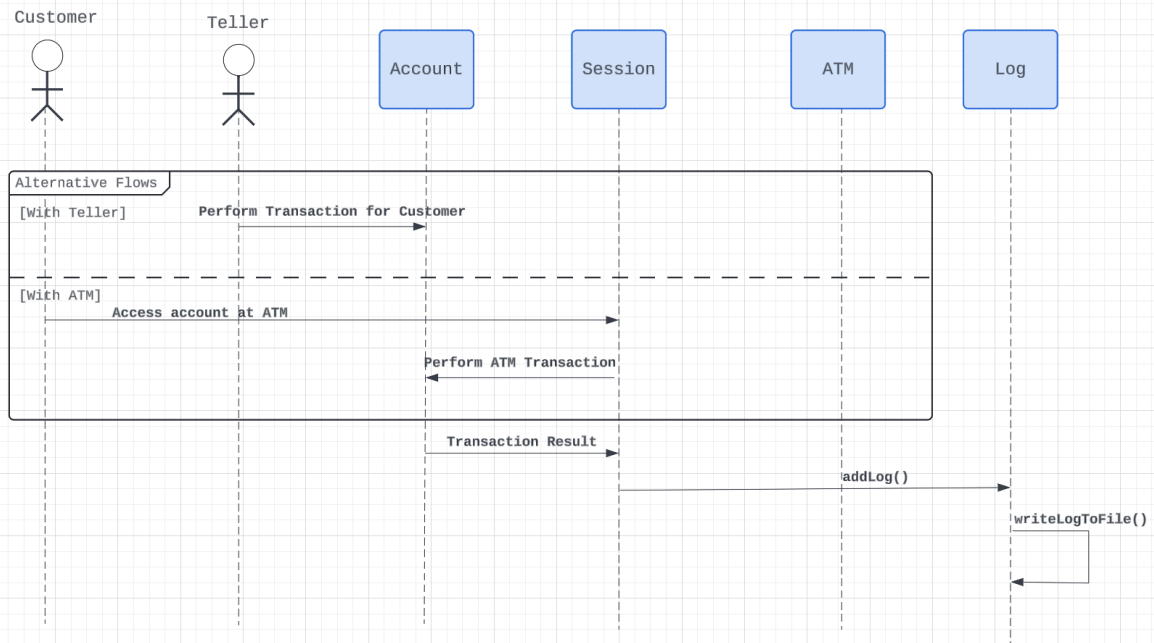 Customer
Teller
Account
Session
ATM
Log
Alternative Flows
[With Teller]
Perform Transaction for Customer
[With ATM]
Access account at ATM
Perform ATM Transaction
Transaction Result
addLog()
writeLogToFile()